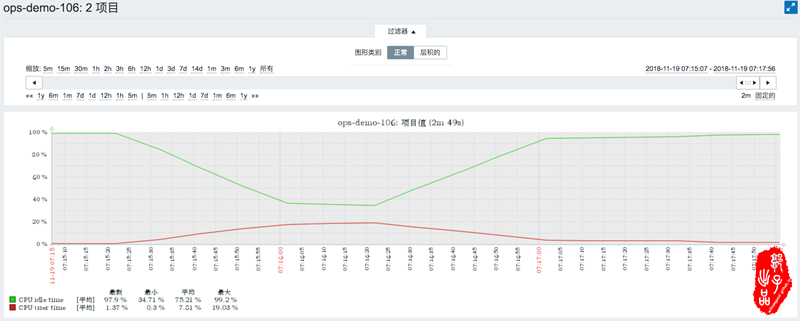 ops-demo-106: 2 项目
过滤器 ▲
图形类别 正常 层积的
缩放: 5m 15m 30m 1h 2h 3h 6h 12h 1d 3d 7d 14d 1m 3m 6m 1y 所有 2018-11-19 07:15:07 - 2018-11-19 07:17:56
«« 1y 6m 1m 7d 1d 12h 1h 5m | 5m 1h 12h 1d 7d 1m 6m 1y »» 2m 固定的
ops-demo-106: 项目值 (2m 49s)
100 %
80 %
60 %
40 %
20 %
0 %
11-19 07:15 07:15:10 07:15:15 07:15:20 07:15:25 07:15:30 07:15:35 07:15:40 07:15:45 07:15:50 07:15:55 07:16:00 07:16:05 07:16:10 07:16:15 07:16:20 07:16:25 07:16:30 07:16:35 07:16:40 07:16:45 07:16:50 07:16:55 07:17:00 07:17:05 07:17:10 07:17:15 07:17:20 07:17:25 07:17:30 07:17:35 07:17:40 07:17:45 07:17:50
最新 最小 平均 最大
CPU idle time [平均] 97.9 % 34.71 % 75.21 % 99.2 %
CPU user time [平均] 1.37 % 0.3 % 7.81 % 19.03 %